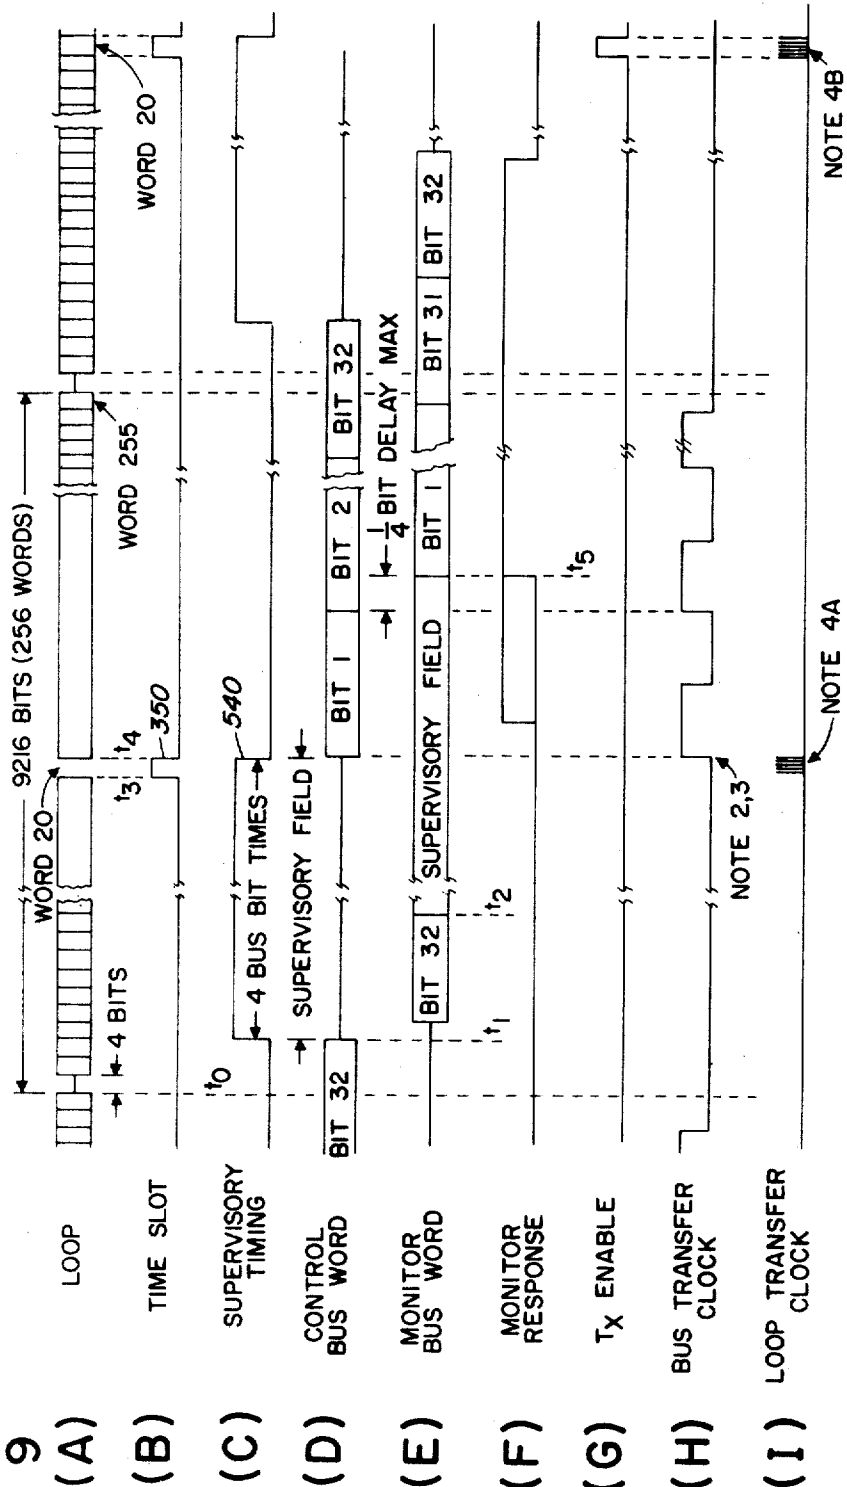 9
(A)
LOOP
9216 BITS (256 WORDS)
4 BITS
WORD 20
WORD 255
WORD 20
(B)
TIME SLOT
t3
t4
350
(C)
SUPERVISORY
TIMING
t0
4 BUS BIT TIMES
540
(D)
CONTROL
BUS WORD
BIT 32
SUPERVISORY FIELD
BIT 1
BIT 2
BIT 32
(E)
MONITOR
BUS WORD
t1
BIT 32
t2
SUPERVISORY FIELD
1/4 BIT DELAY MAX
BIT 1
BIT 31
BIT 32
(F)
MONITOR
RESPONSE
t5
(G)
TX ENABLE
(H)
BUS TRANSFER
CLOCK
NOTE 2,3
(I)
LOOP TRANSFER
CLOCK
NOTE 4A
NOTE 4B